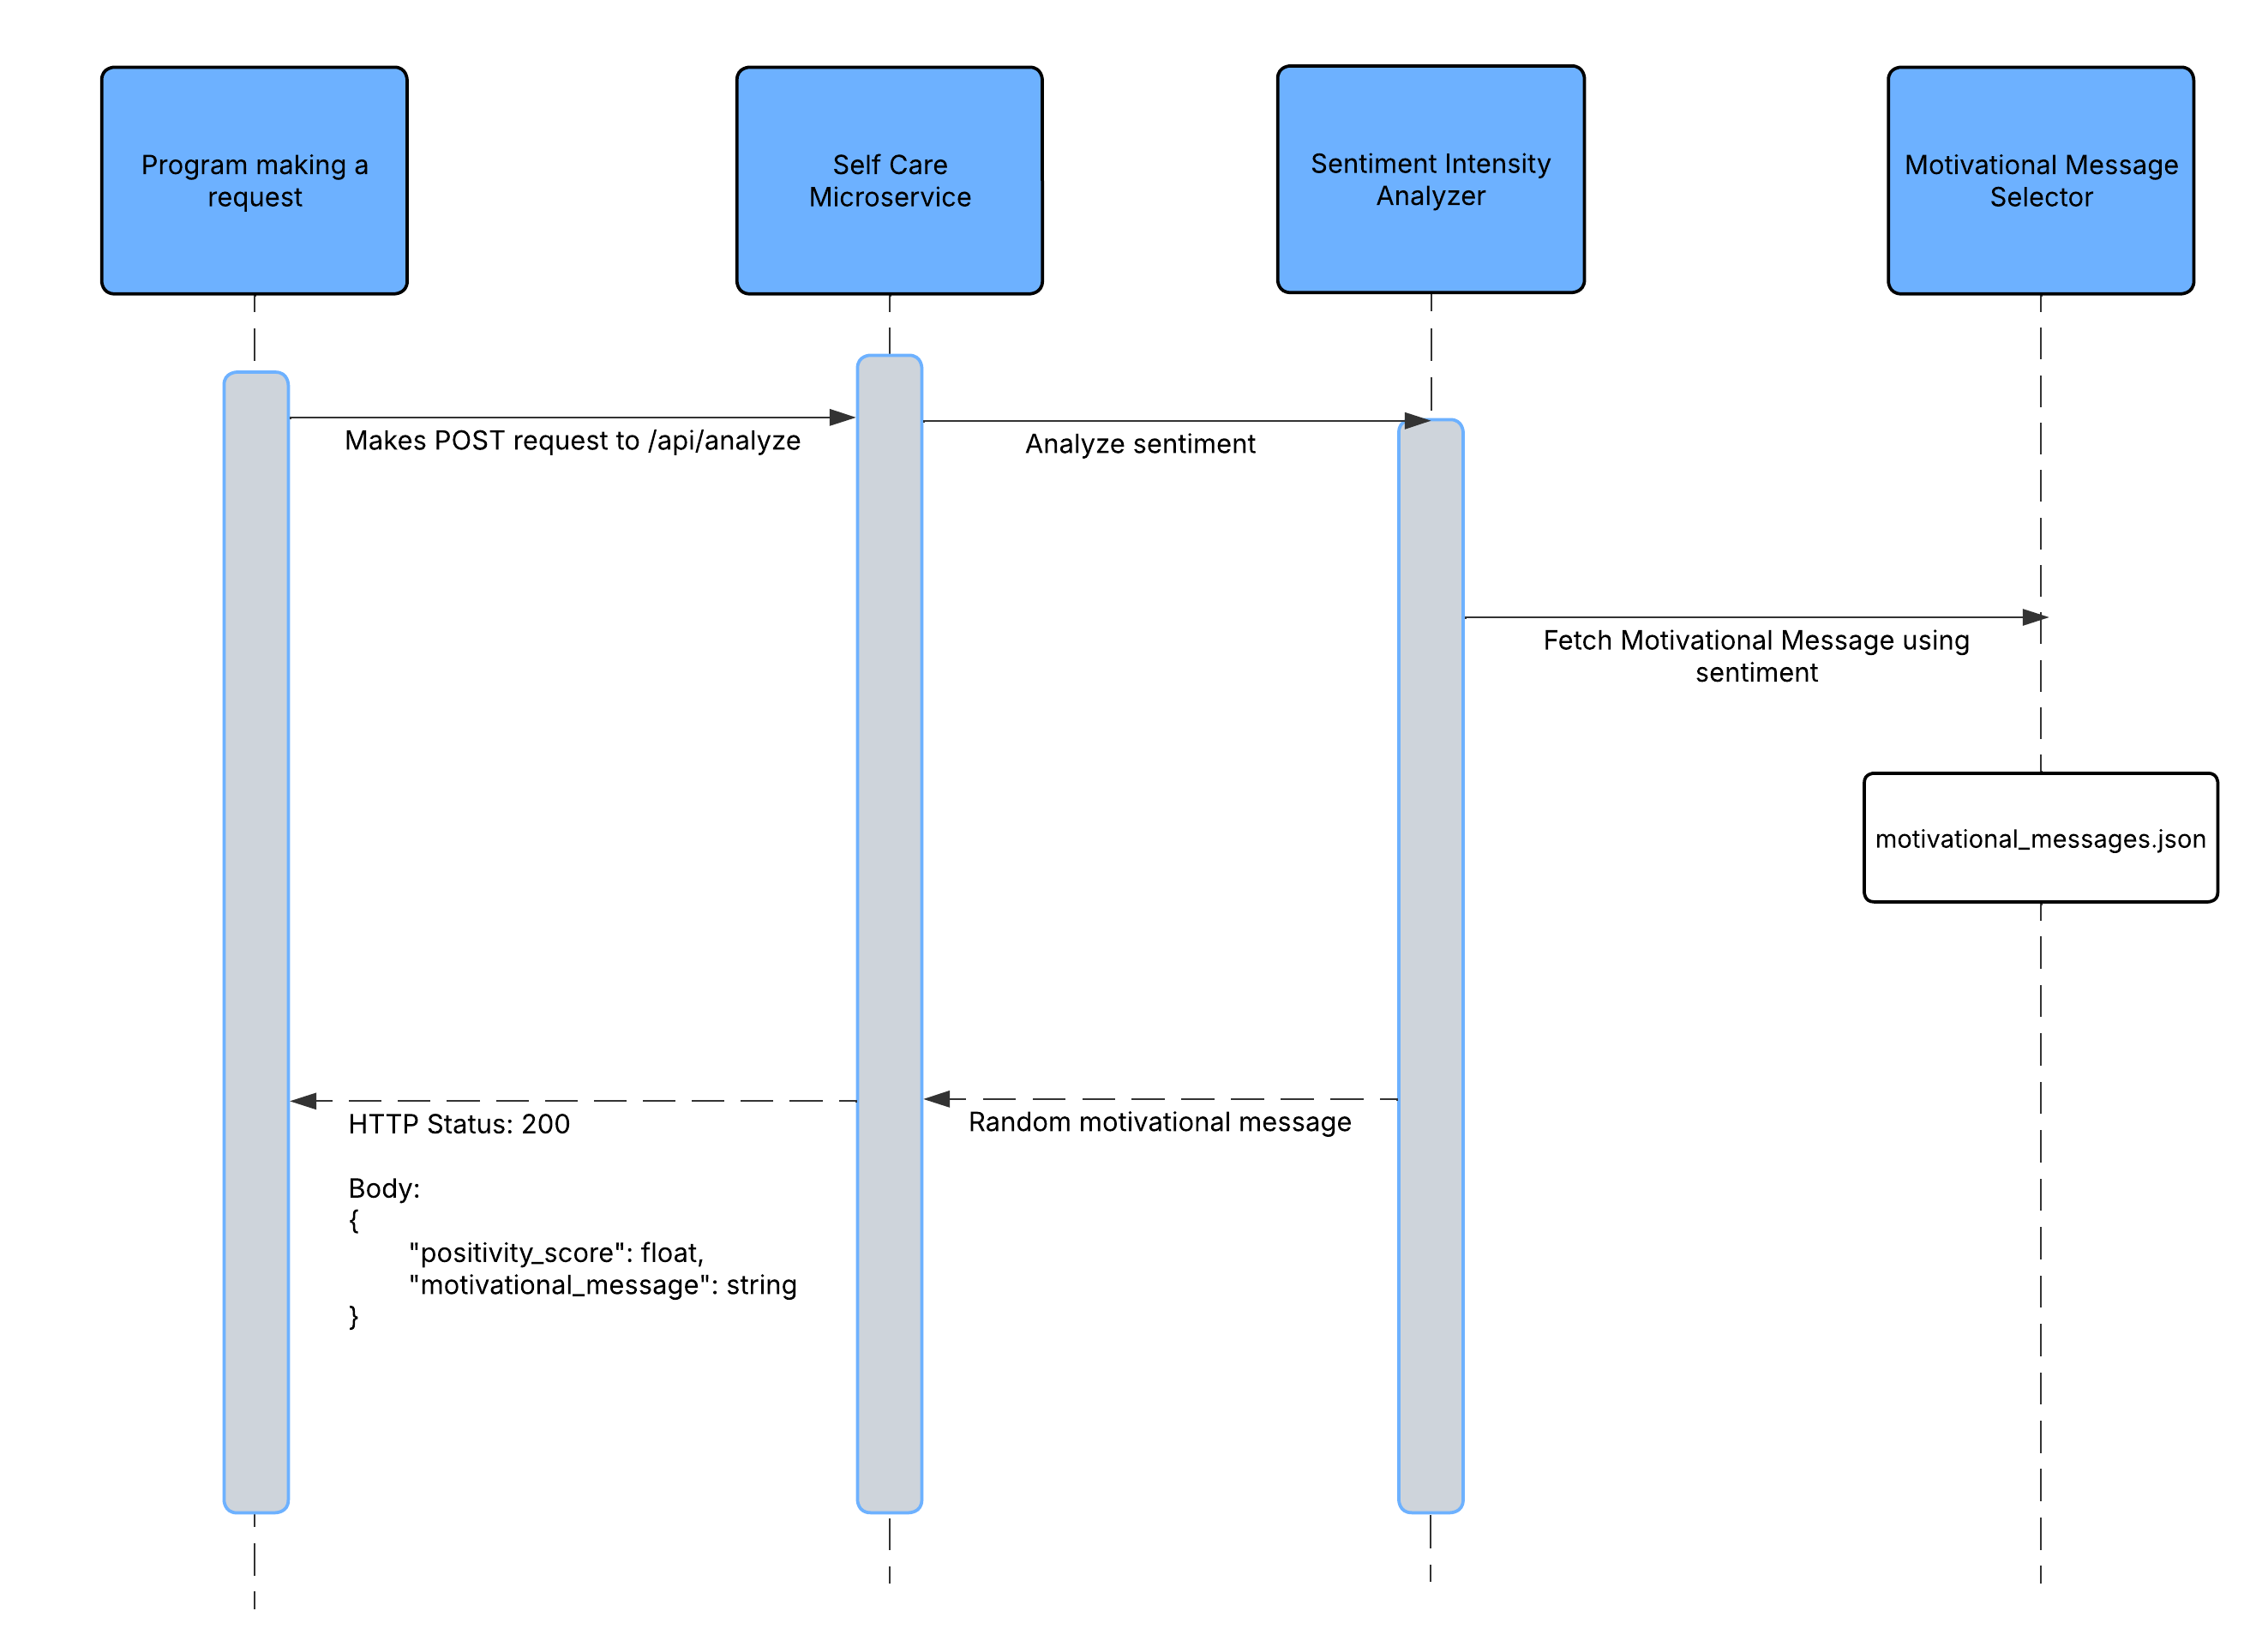 Program making a
request
Self Care
Microservice
Sentiment Intensity
Analyzer
Motivational Message
Selector
Makes POST request to /api/analyze
Analyze sentiment
Fetch Motivational Message using
sentiment
motivational_messages.json
HTTP Status: 200
Body:
{
"positivity_score": float,
"motivational_message": string
}
Random motivational message